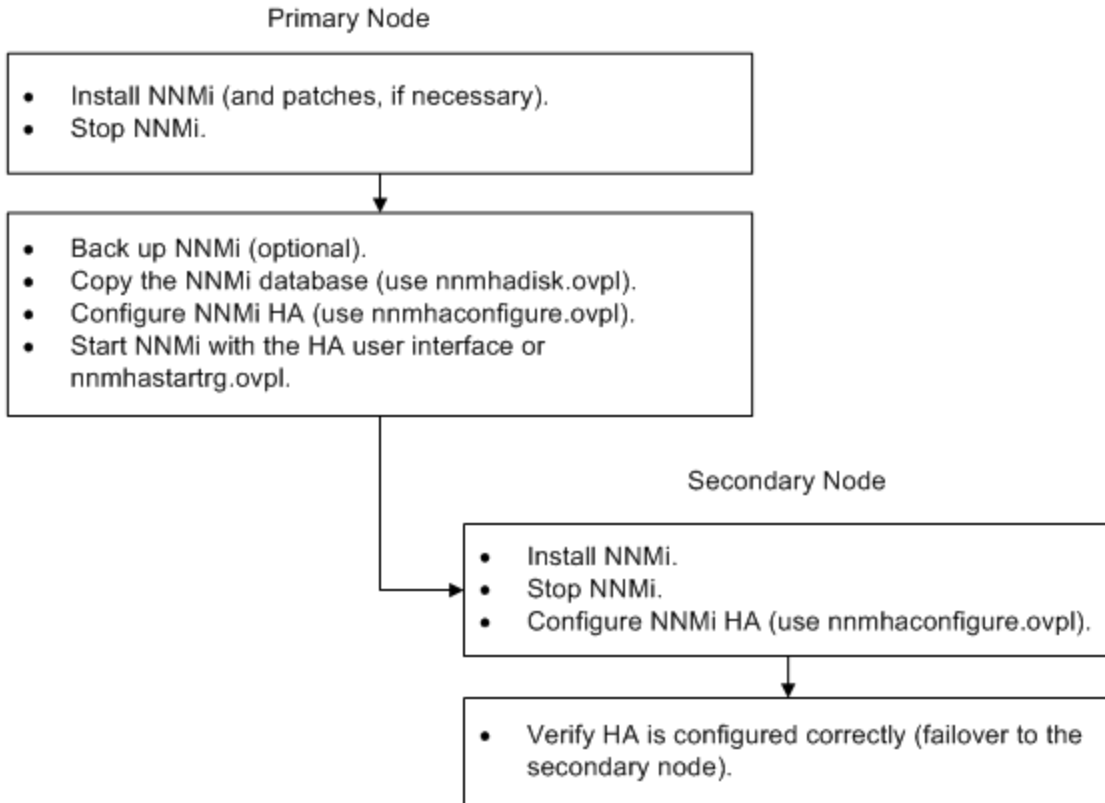 Primary Node
• Install NNMi (and patches, if necessary).
• Stop NNMi.
• Back up NNMi (optional).
• Copy the NNMi database (use nnmhadisk.ovpl).
• Configure NNMi HA (use nnmhaconfigure.ovpl).
• Start NNMi with the HA user interface or
nnmhastartrg.ovpl.
Secondary Node
• Install NNMi.
• Stop NNMi.
• Configure NNMi HA (use nnmhaconfigure.ovpl).
• Verify HA is configured correctly (failover to the
secondary node).